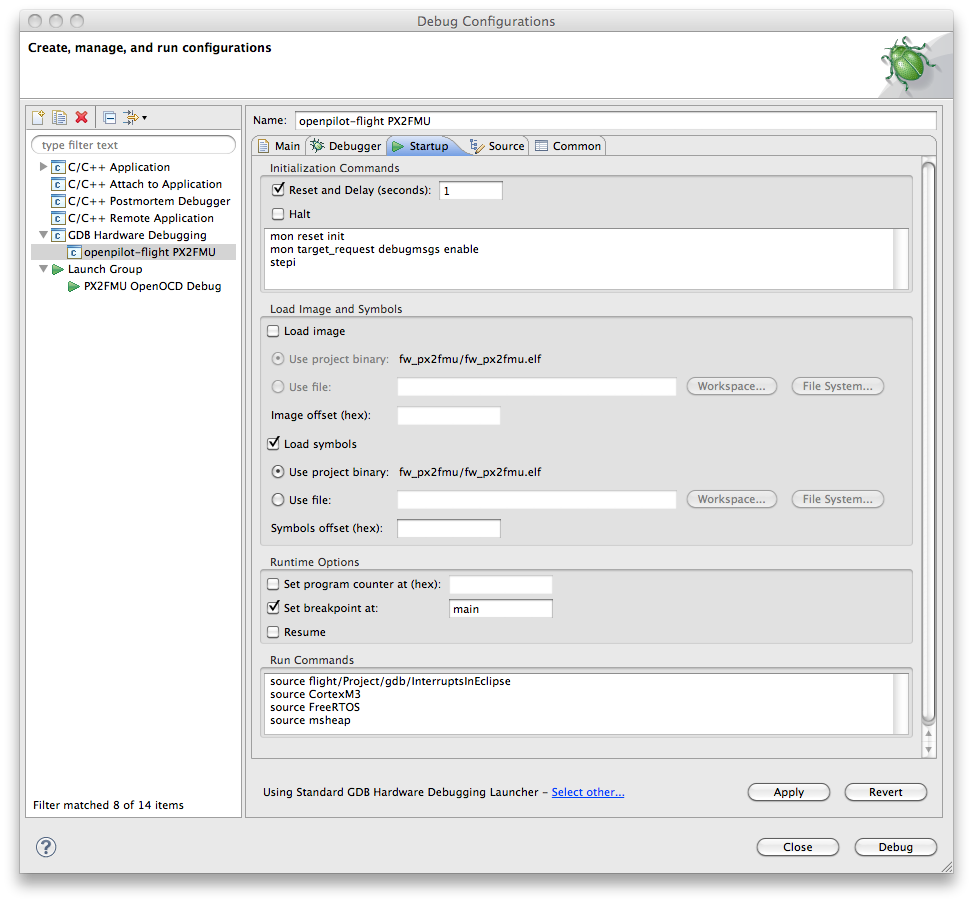 Debug Configurations
Create, manage, and run configurations
type filter text
C/C++ Application
C/C++ Attach to Application
C/C++ Postmortem Debugger
C/C++ Remote Application
GDB Hardware Debugging
openpilot-flight PX2FMU
Launch Group
PX2FMU OpenOCD Debug
Filter matched 8 of 14 items
Name: openpilot-flight PX2FMU
Main Debugger Startup Source Common
Initialization Commands
Reset and Delay (seconds): 1
Halt
mon reset init
mon target_request debugmsgs enable
stepi
Load Image and Symbols
Load image
Use project binary: fw_px2fmu/fw_px2fmu.elf
Use file: Workspace... File System...
Image offset (hex):
Load symbols
Use project binary: fw_px2fmu/fw_px2fmu.elf
Use file: Workspace... File System...
Symbols offset (hex):
Runtime Options
Set program counter at (hex):
Set breakpoint at: main
Resume
Run Commands
source flight/Project/gdb/InterruptsInEclipse
source CortexM3
source FreeRTOS
source msheap
Using Standard GDB Hardware Debugging Launcher – Select other...
Apply Revert
? Close Debug